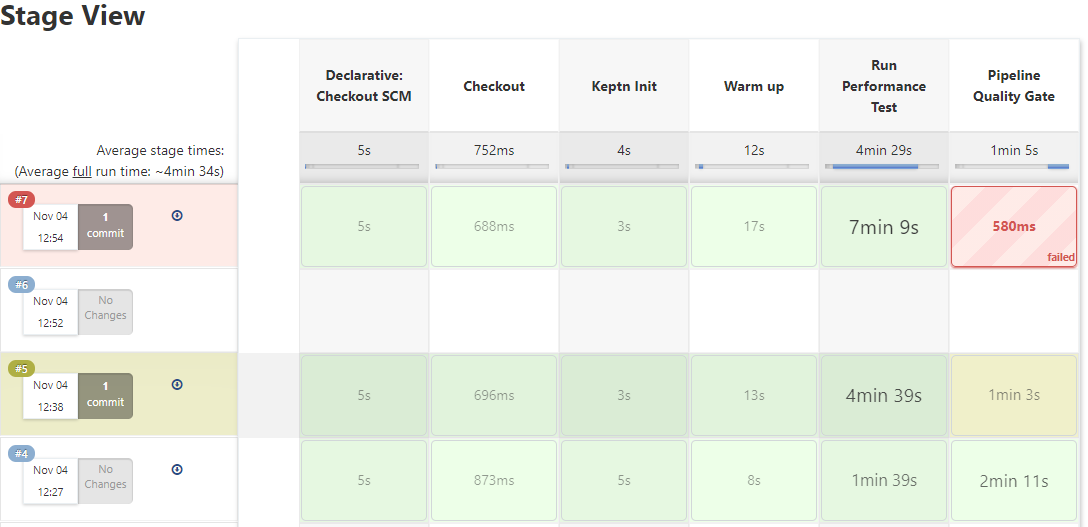 Stage View
Declarative:
Checkout SCM
Checkout
Keptn Init
Warm up
Run
Performance
Test
Pipeline
Quality Gate
Average stage times:
(Average full run time: ~4min 34s)
5s
752ms
4s
12s
4min 29s
1min 5s
#7
Nov 04
12:54
1
commit
5s
688ms
3s
17s
7min 9s
580ms
failed
#6
Nov 04
12:52
No
Changes
#5
Nov 04
12:38
1
commit
5s
696ms
3s
13s
4min 39s
1min 3s
#4
Nov 04
12:27
No
Changes
5s
873ms
5s
8s
1min 39s
2min 11s